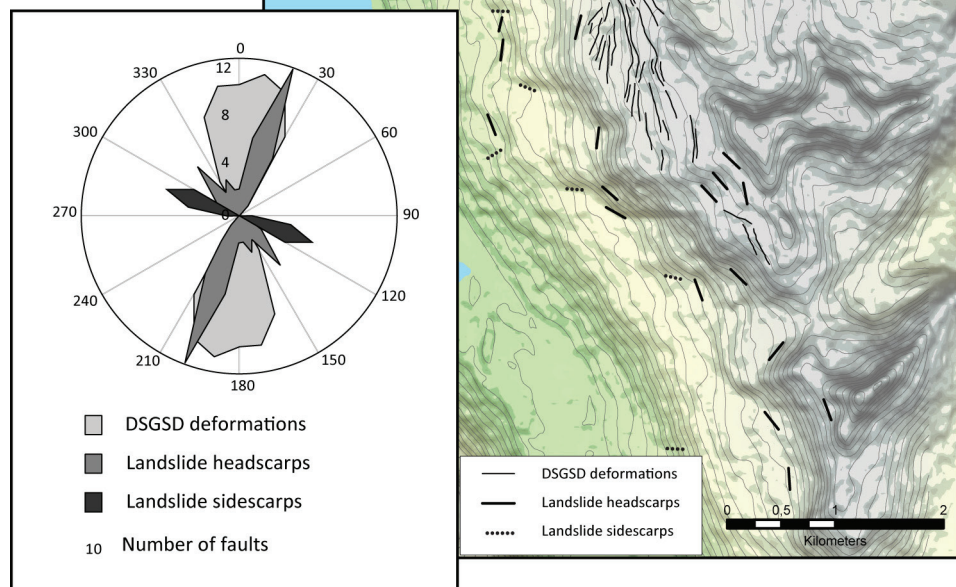 0
30
60
90
120
150
180
210
240
270
300
330
12
8
4
0
DSGSD deformations
Landslide headscarps
Landslide sidescarps
10 Number of faults
DSGSD deformations
Landslide headscarps
Landslide sidescarps
0 0,5 1 2
Kilometers